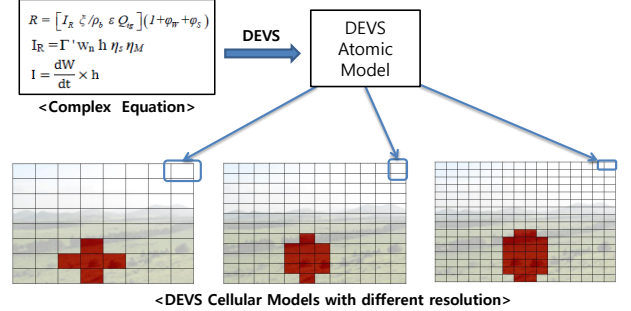 R = [I_R ξ/ρ_b ε Q_ig](1+φ_W+φ_S)
I_R = Γ' w_n h η_s η_M
I = dW/dt × h
<Complex Equation>
DEVS
DEVS
Atomic
Model
<DEVS Cellular Models with different resolution>